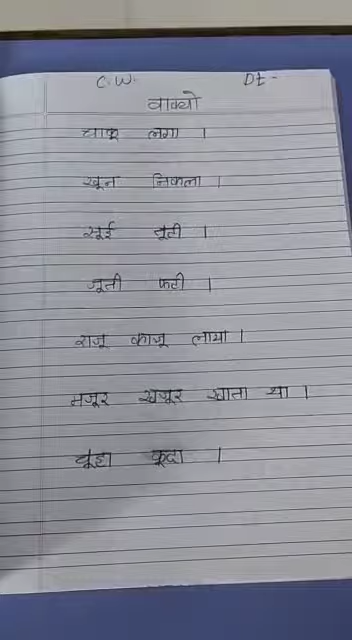 C.W. Dt-
वाक्यो
चाकू लगा ।
खून निकला ।
सूई टूटी ।
जूती फटी ।
राजू काजू लाया ।
मजूर खजूर खाता था ।
चूहा कूदा ।